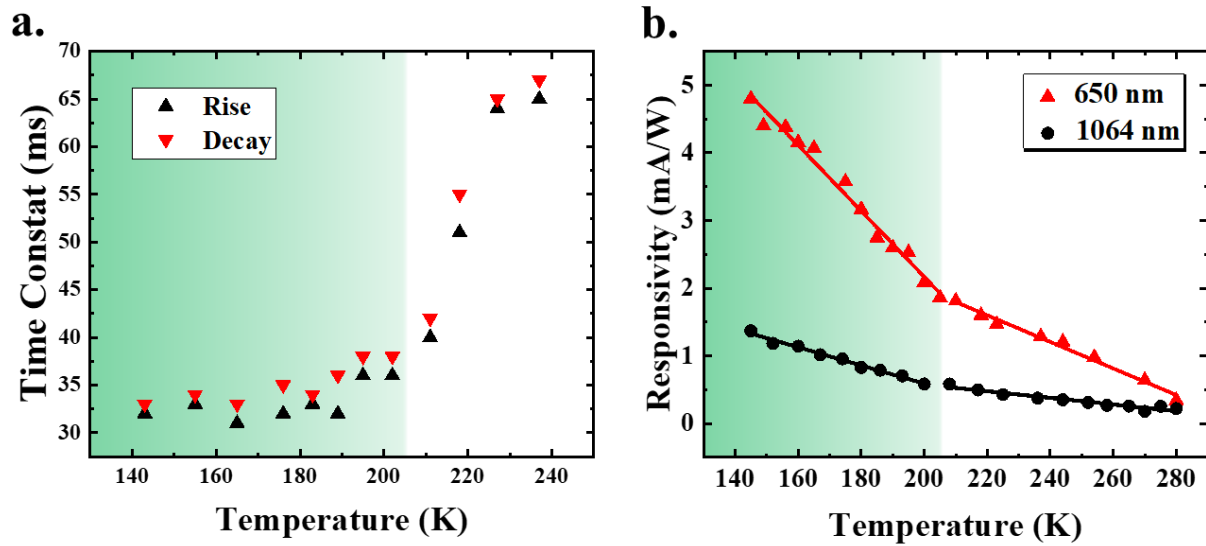 a.
70
65
60
55
50
45
40
35
30
Time Constat (ms)
Rise
Decay
140 160 180 200 220 240
Temperature (K)
b.
5
4
3
2
1
0
Responsivity (mA/W)
650 nm
1064 nm
140 160 180 200 220 240 260 280
Temperature (K)